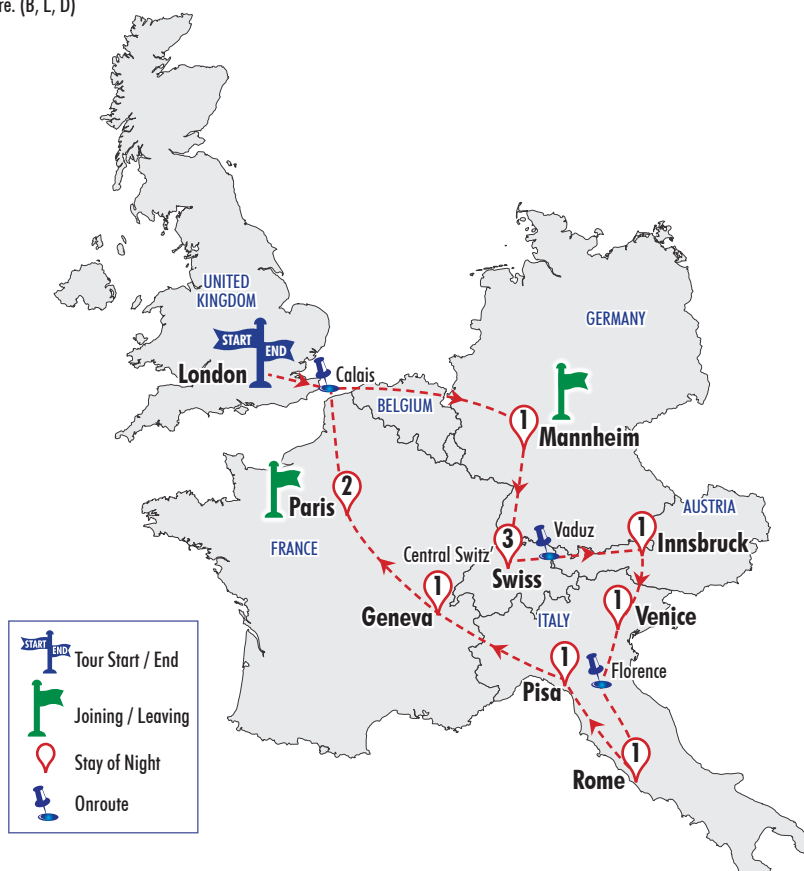 re. (B, L, D)
UNITED
KINGDOM
START
END
London
Calais
BELGIUM
GERMANY
1
Mannheim
2
Paris
FRANCE
AUSTRIA
Vaduz
1
Innsbruck
3
Central Switz'
Swiss
1
Geneva
ITALY
1
Venice
1
Pisa
Florence
1
Rome
START
END
Tour Start / End
Joining / Leaving
Stay of Night
Onroute